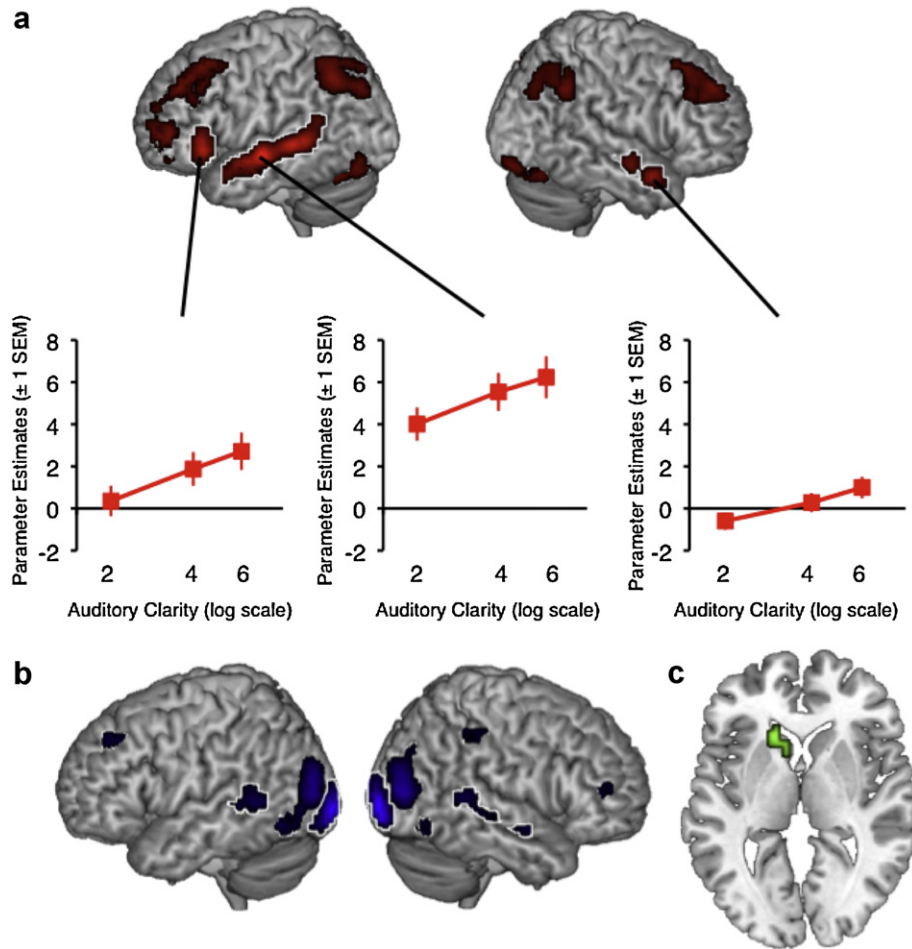 a
Parameter Estimates (± 1 SEM)
8
6
4
2
0
-2
2 4 6
Auditory Clarity (log scale)
Parameter Estimates (± 1 SEM)
8
6
4
2
0
-2
2 4 6
Auditory Clarity (log scale)
Parameter Estimates (± 1 SEM)
8
6
4
2
0
-2
2 4 6
Auditory Clarity (log scale)
b
c